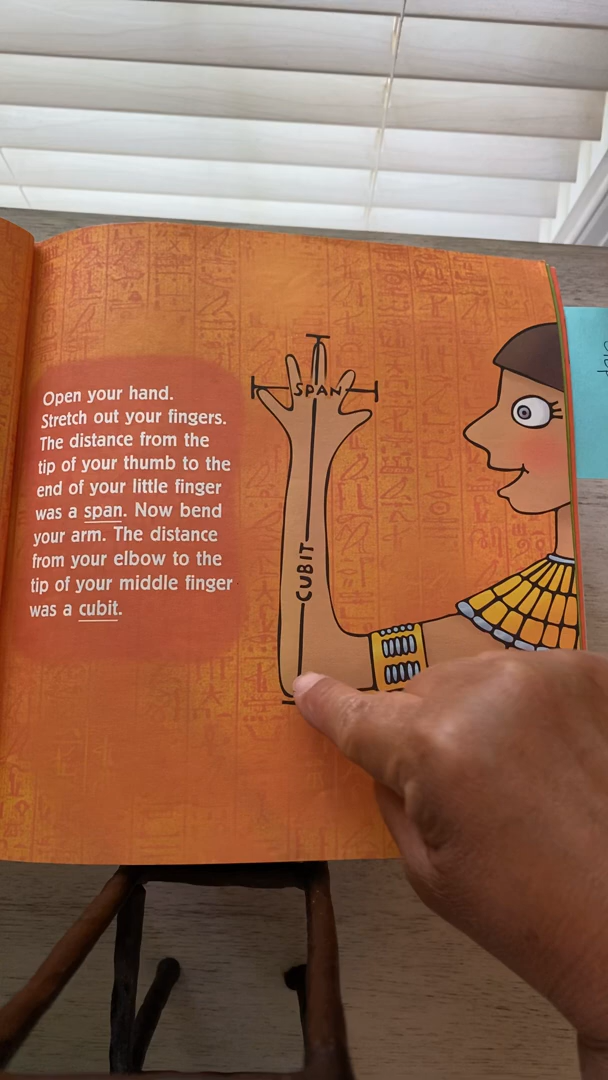 Open your hand.
Stretch out your fingers.
The distance from the
tip of your thumb to the
end of your little finger
was a span. Now bend
your arm. The distance
from your elbow to the
tip of your middle finger
was a cubit.
SPAN
CUBIT